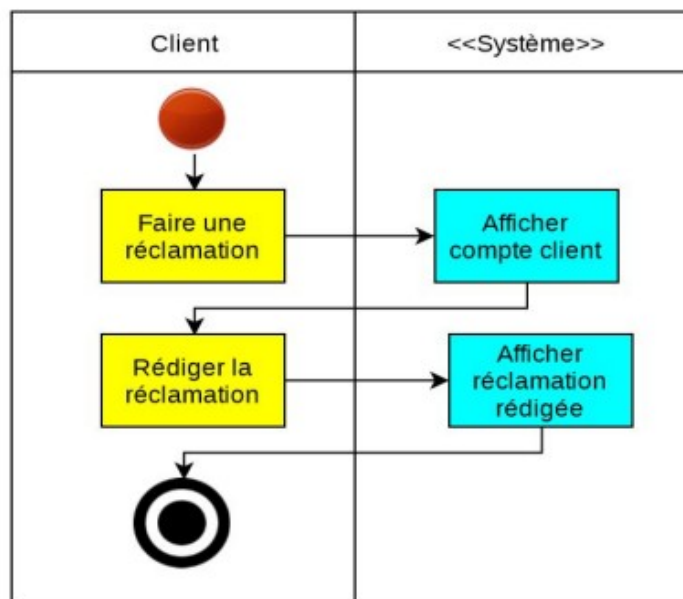 Client
<<Système>>
Faire une
réclamation
Afficher
compte client
Rédiger la
réclamation
Afficher
réclamation
rédigée